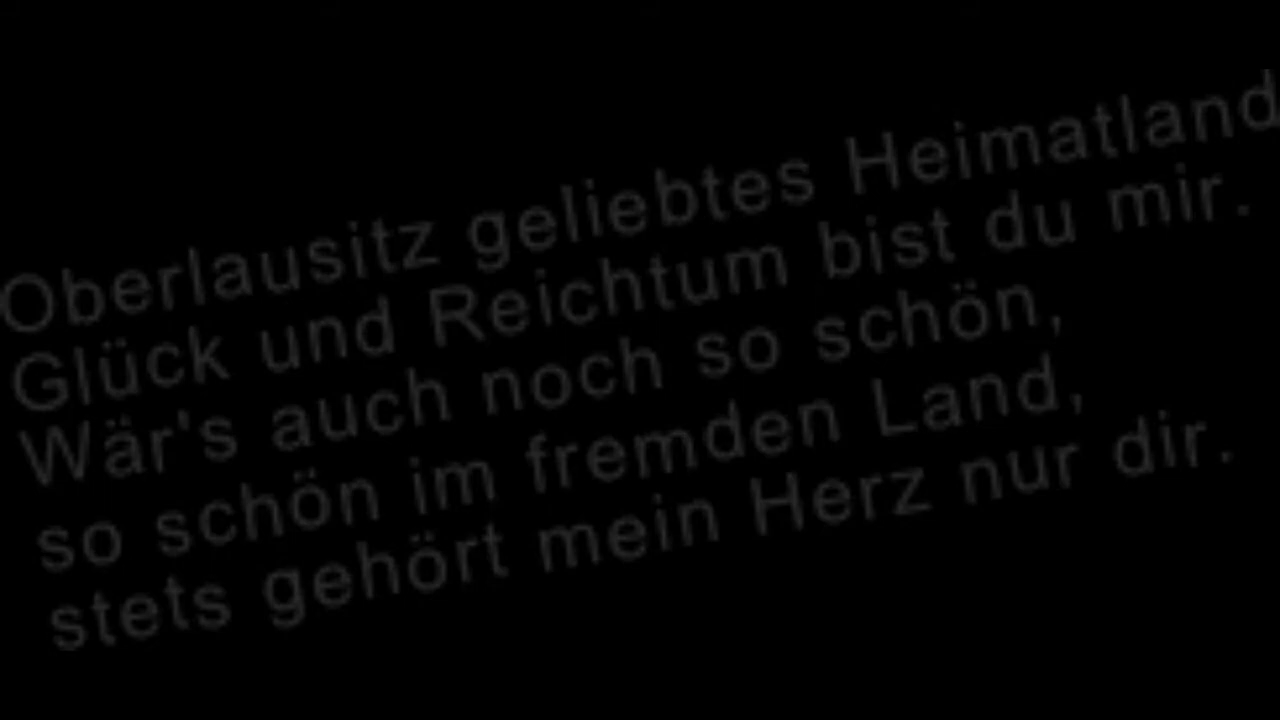 Oberlausitz geliebtes Heimatland
Glück und Reichtum bist du mir.
Wär's auch noch so schön,
so schön im fremden Land,
stets gehört mein Herz nur dir.